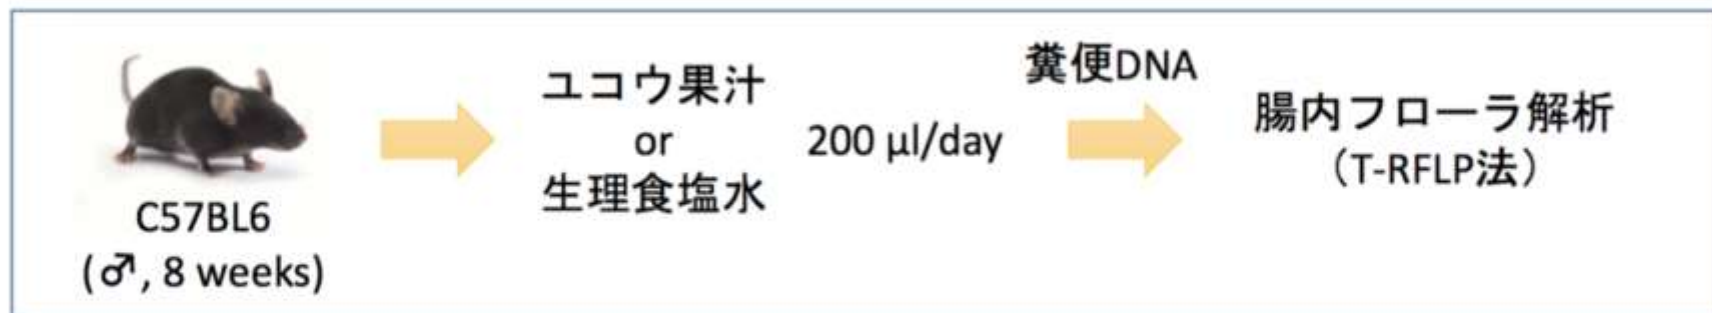 C57BL6
(♂, 8 weeks)
ユコウ果汁
or
生理食塩水
200 µl/day
糞便DNA
腸内フローラ解析
（T-RFLP法）